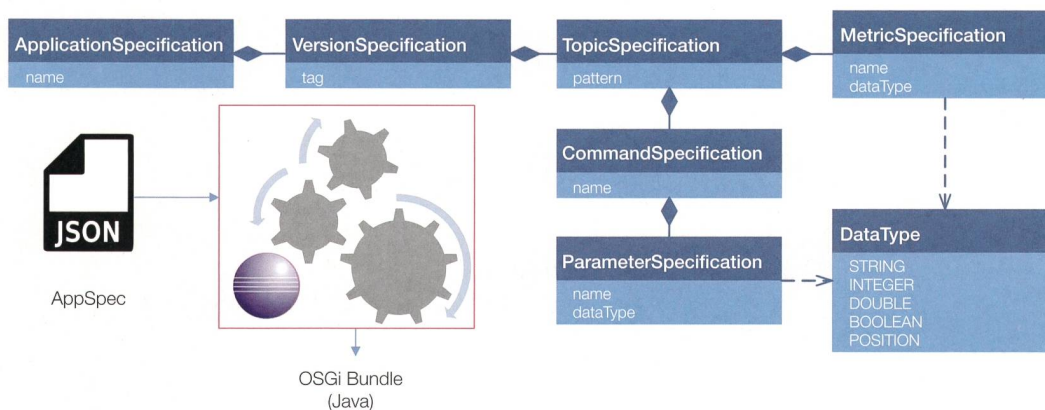 ApplicationSpecification
name
VersionSpecification
tag
TopicSpecification
pattern
MetricSpecification
name
dataType
CommandSpecification
name
ParameterSpecification
name
dataType
DataType
STRING
INTEGER
DOUBLE
BOOLEAN
POSITION
JSON
AppSpec
OSGi Bundle
(Java)